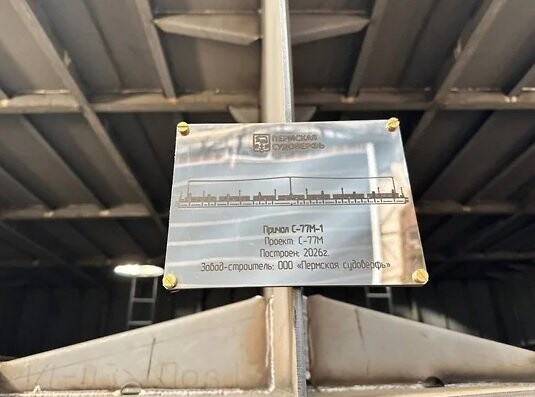 ПЕРМСКАЯ
СУДОВЕРФЬ
Причал С-77М-1
Проект: С-77М
Построен: 2026г.
Завод-строитель: ООО «Пермская судоверфь»